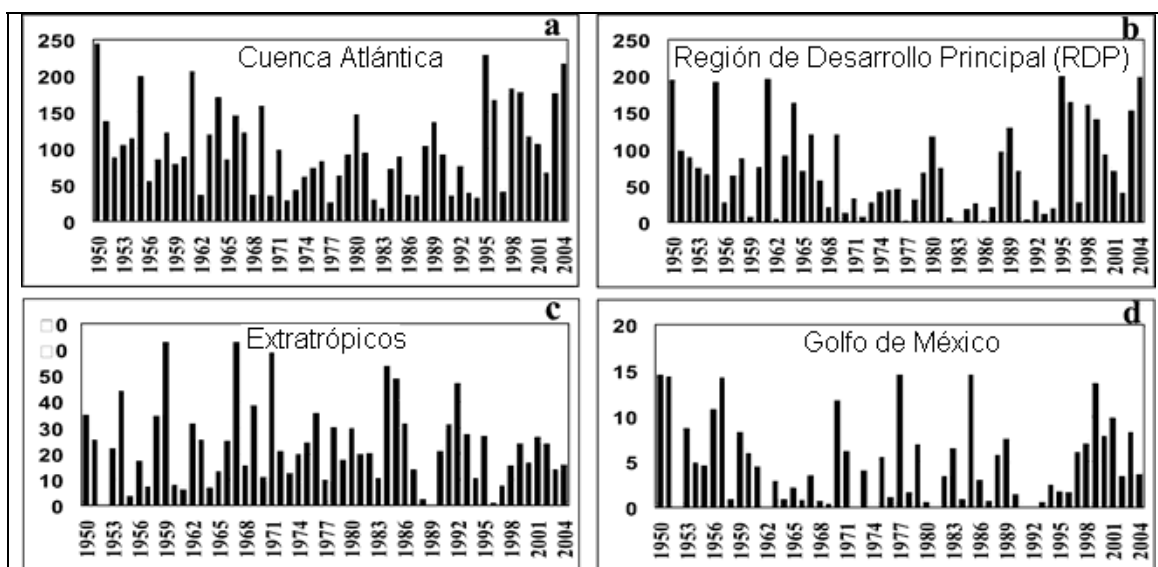 a
Cuenca Atlántica
250
200
150
100
50
0
1950 1953 1956 1959 1962 1965 1968 1971 1974 1977 1980 1983 1986 1989 1992 1995 1998 2001 2004
b
Región de Desarrollo Principal (RDP)
250
200
150
100
50
0
1950 1953 1956 1959 1962 1965 1968 1971 1974 1977 1980 1983 1986 1989 1992 1995 1998 2001 2004
c
Extratrópicos
□0
□0
50
40
30
20
10
0
1950 1953 1956 1959 1962 1965 1968 1971 1974 1977 1980 1983 1986 1989 1992 1995 1998 2001 2004
d
Golfo de México
20
15
10
5
0
1950 1953 1956 1959 1962 1965 1968 1971 1974 1977 1980 1983 1986 1989 1992 1995 1998 2001 2004